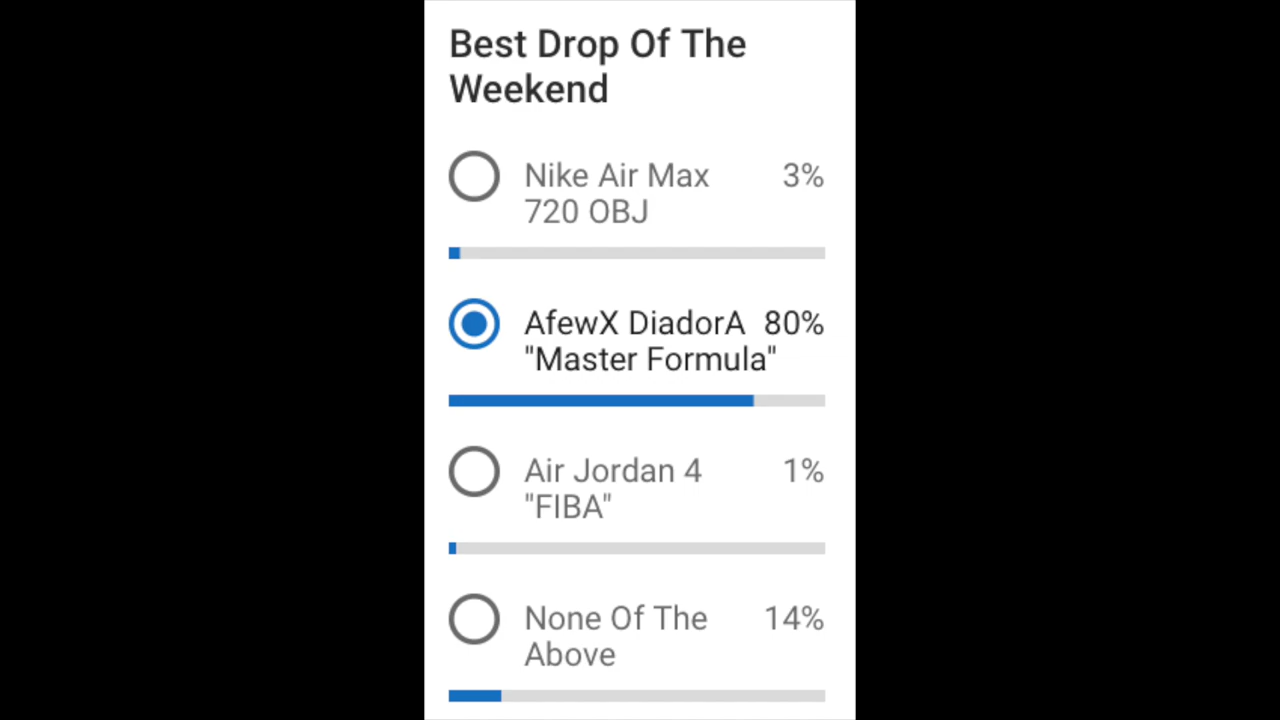 Best Drop Of The
Weekend
Nike Air Max 3%
720 OBJ
AfewX DiadorA 80%
"Master Formula"
Air Jordan 4 1%
"FIBA"
None Of The 14%
Above